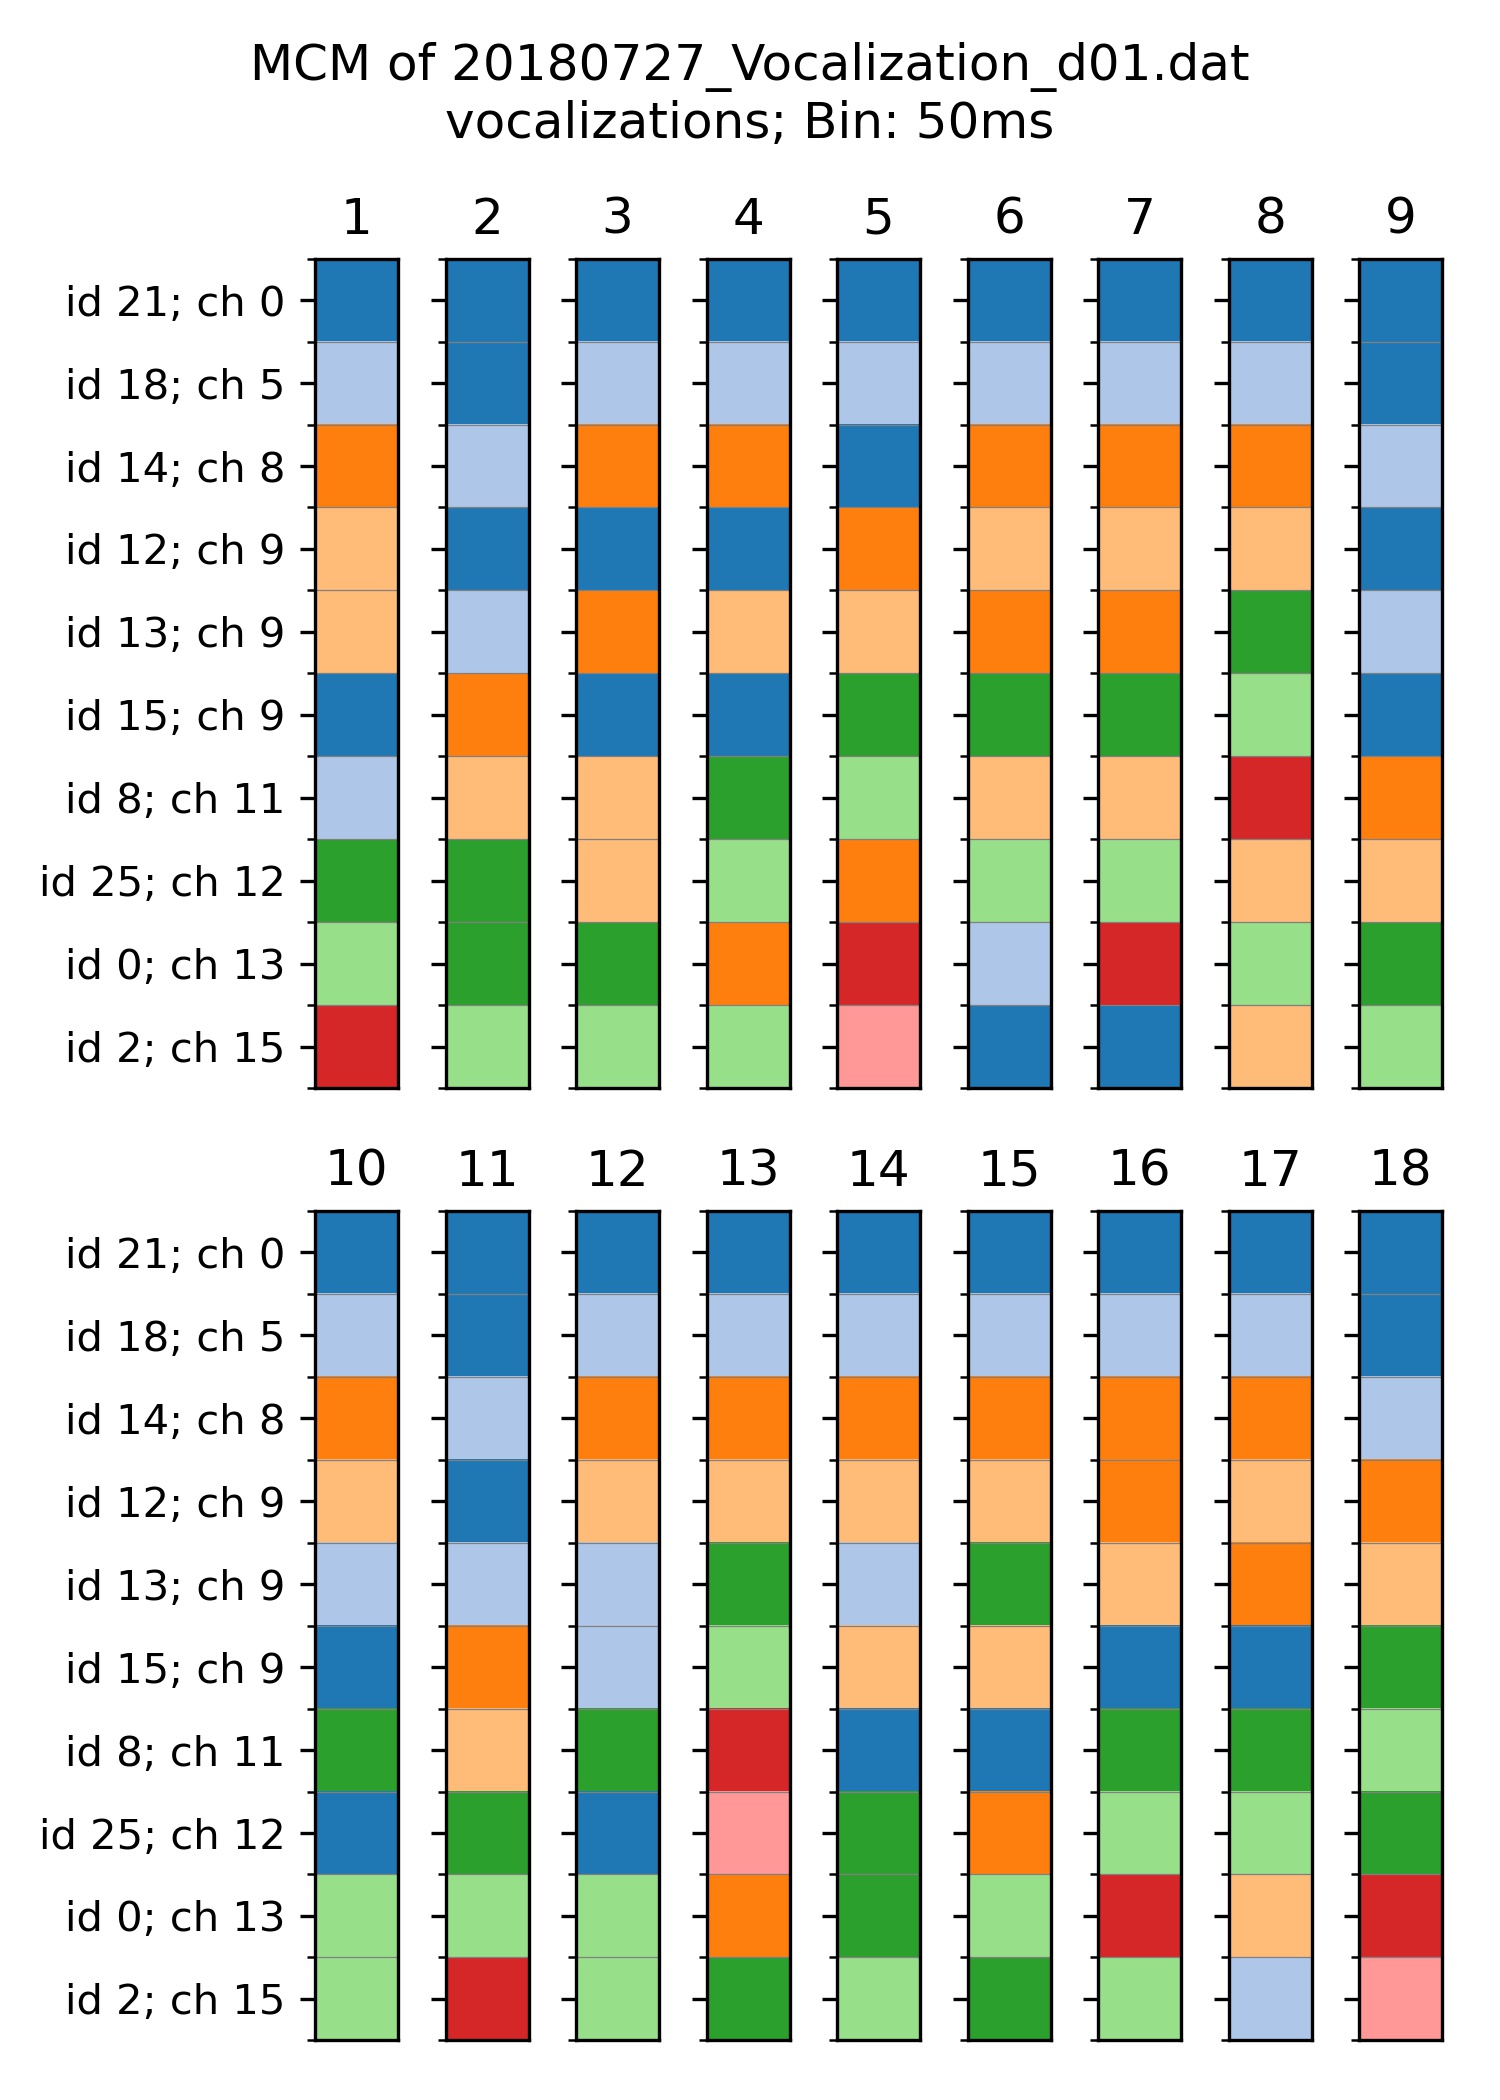 MCM of 20180727_Vocalization_d01.dat
vocalizations; Bin: 50ms
1 2 3 4 5 6 7 8 9
id 21; ch 0
id 18; ch 5
id 14; ch 8
id 12; ch 9
id 13; ch 9
id 15; ch 9
id 8; ch 11
id 25; ch 12
id 0; ch 13
id 2; ch 15
10 11 12 13 14 15 16 17 18
id 21; ch 0
id 18; ch 5
id 14; ch 8
id 12; ch 9
id 13; ch 9
id 15; ch 9
id 8; ch 11
id 25; ch 12
id 0; ch 13
id 2; ch 15